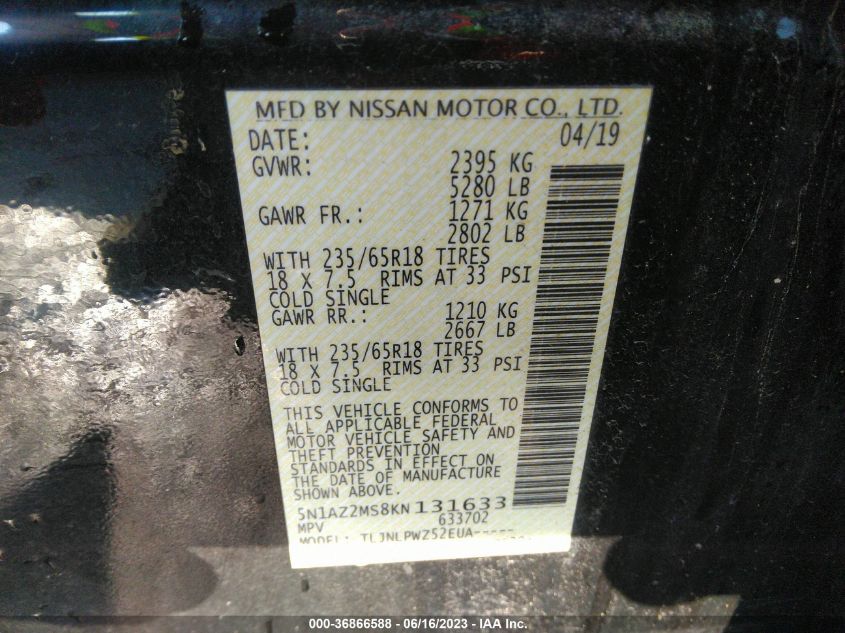 MFD BY NISSAN MOTOR CO., LTD.
DATE: 04/19
GVWR: 2395 KG
5280 LB
GAWR FR.: 1271 KG
2802 LB
WITH 235/65R18 TIRES
18 X 7.5 RIMS AT 33 PSI
COLD SINGLE
GAWR RR.: 1210 KG
2667 LB
WITH 235/65R18 TIRES
18 X 7.5 RIMS AT 33 PSI
COLD SINGLE
THIS VEHICLE CONFORMS TO
ALL APPLICABLE FEDERAL
MOTOR VEHICLE SAFETY AND
THEFT PREVENTION
STANDARDS IN EFFECT ON
THE DATE OF MANUFACTURE
SHOWN ABOVE.
5N1AZ2MS8KN131633
MPV 633702
MODEL: TLJNLPWZ52EUA-----
000-36866588 - 06/16/2023 - IAA Inc.